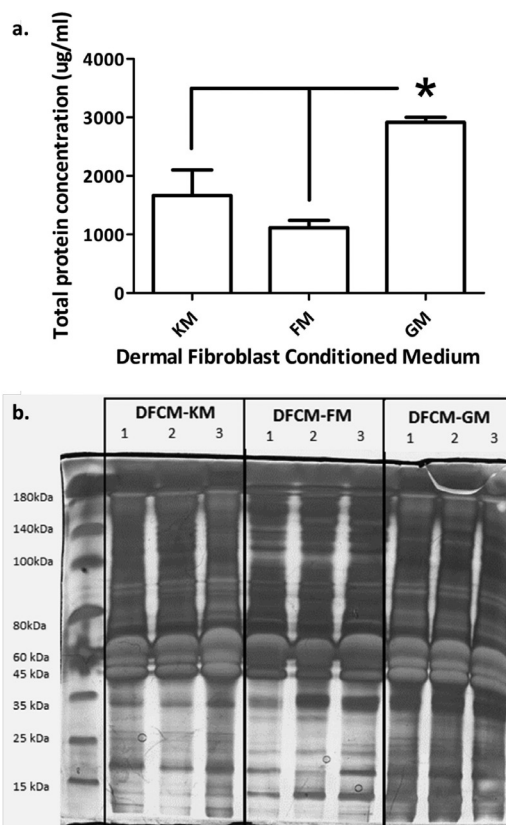 a.
Total protein concentration (ug/ml)
4000
3000
2000
1000
0
*
KM
FM
GM
Dermal Fibroblast Conditioned Medium
b.
DFCM-KM
DFCM-FM
DFCM-GM
1 2 3 1 2 3 1 2 3
180kDa
140kDa
100kDa
80kDa
60 kDa
45 kDa
35 kDa
25 kDa
15 kDa